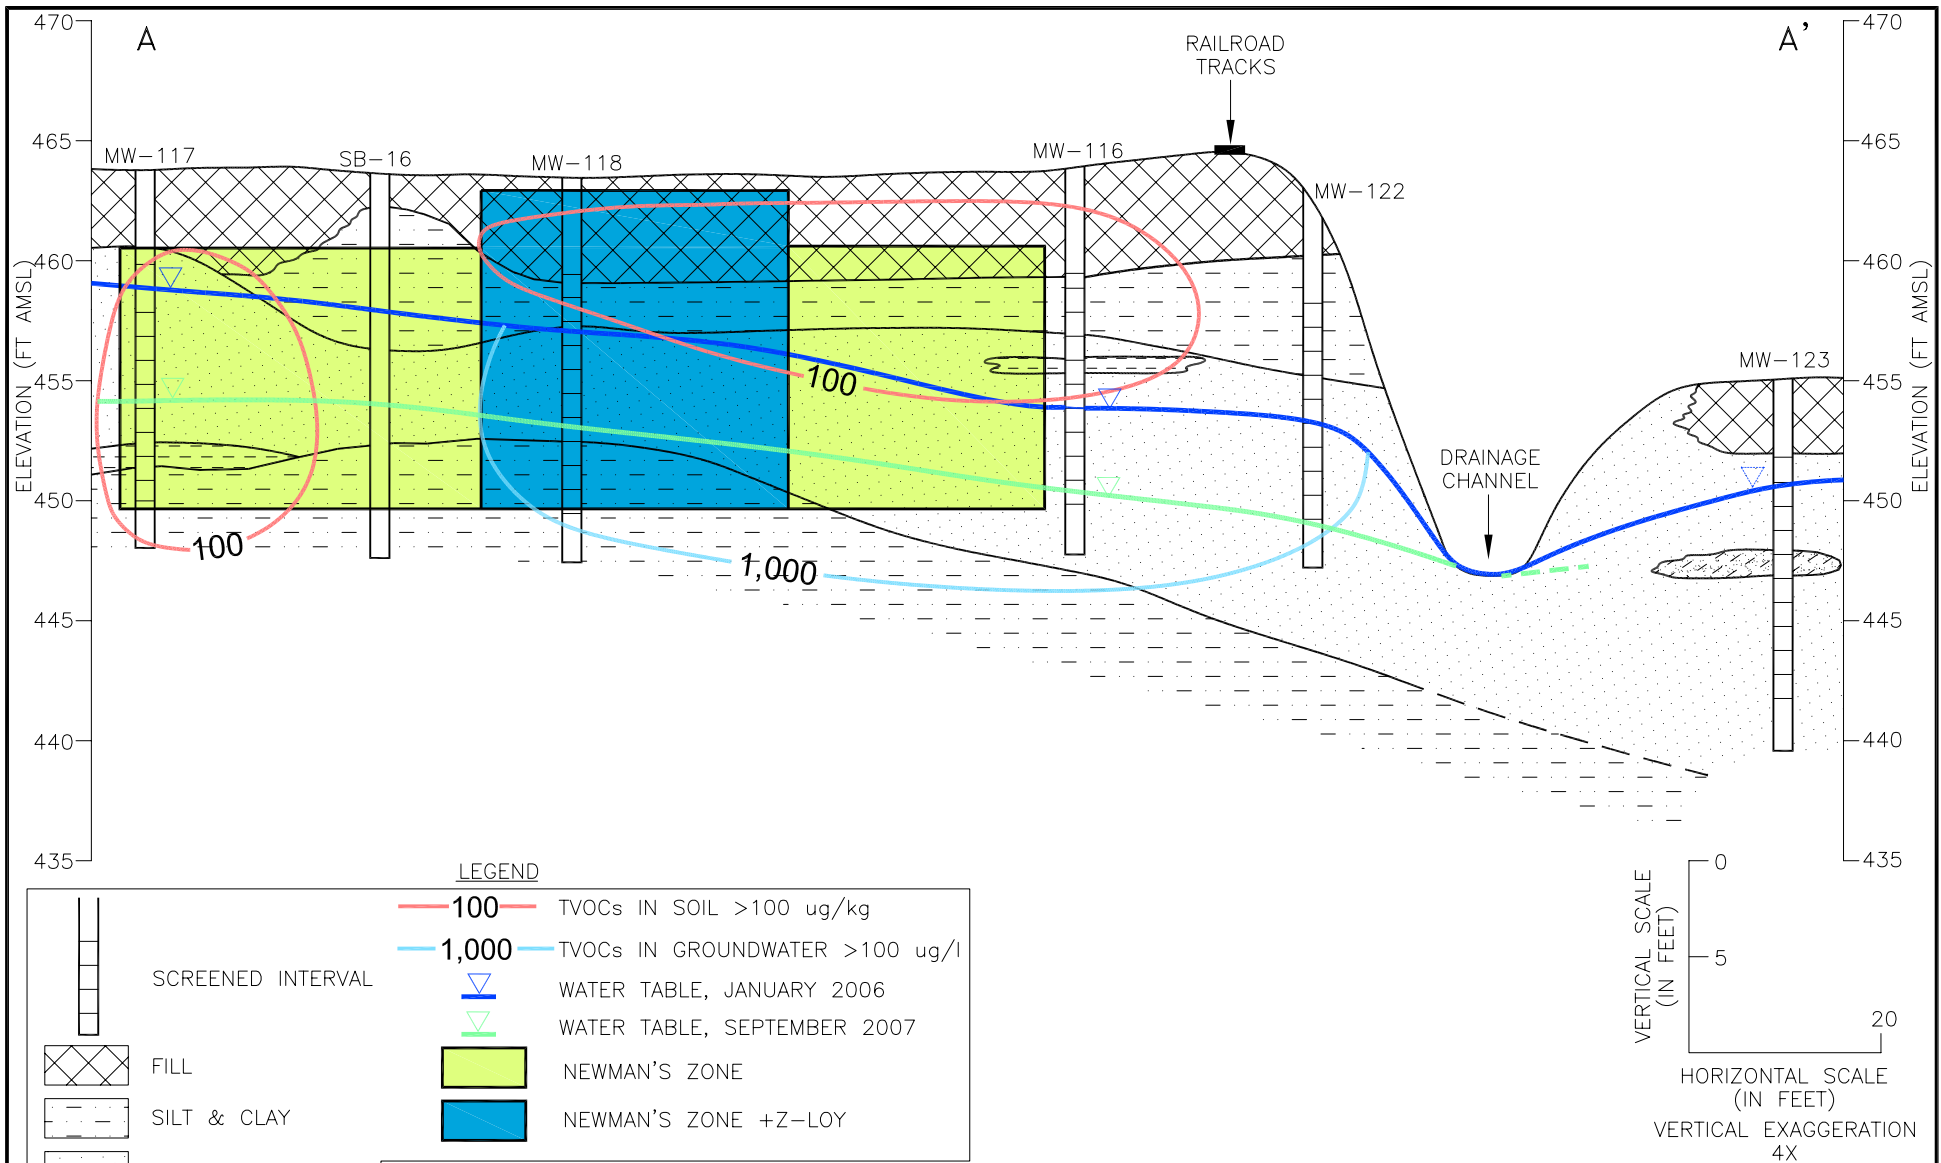 470
A
RAILROAD
TRACKS
A'
470
465
MW-117
SB-16
MW-118
MW-116
465
MW-122
460
460
ELEVATION (FT AMSL)
ELEVATION (FT AMSL)
455
100
MW-123
455
450
DRAINAGE
CHANNEL
450
100
1,000
445
445
440
440
435
435
LEGEND
SCREENED INTERVAL
FILL
SILT & CLAY
100
TVOCs IN SOIL >100 ug/kg
1,000
TVOCs IN GROUNDWATER >100 ug/l
WATER TABLE, JANUARY 2006
WATER TABLE, SEPTEMBER 2007
NEWMAN'S ZONE
NEWMAN'S ZONE +Z-LOY
VERTICAL SCALE
(IN FEET)
0
5
20
HORIZONTAL SCALE
(IN FEET)
VERTICAL EXAGGERATION
4X